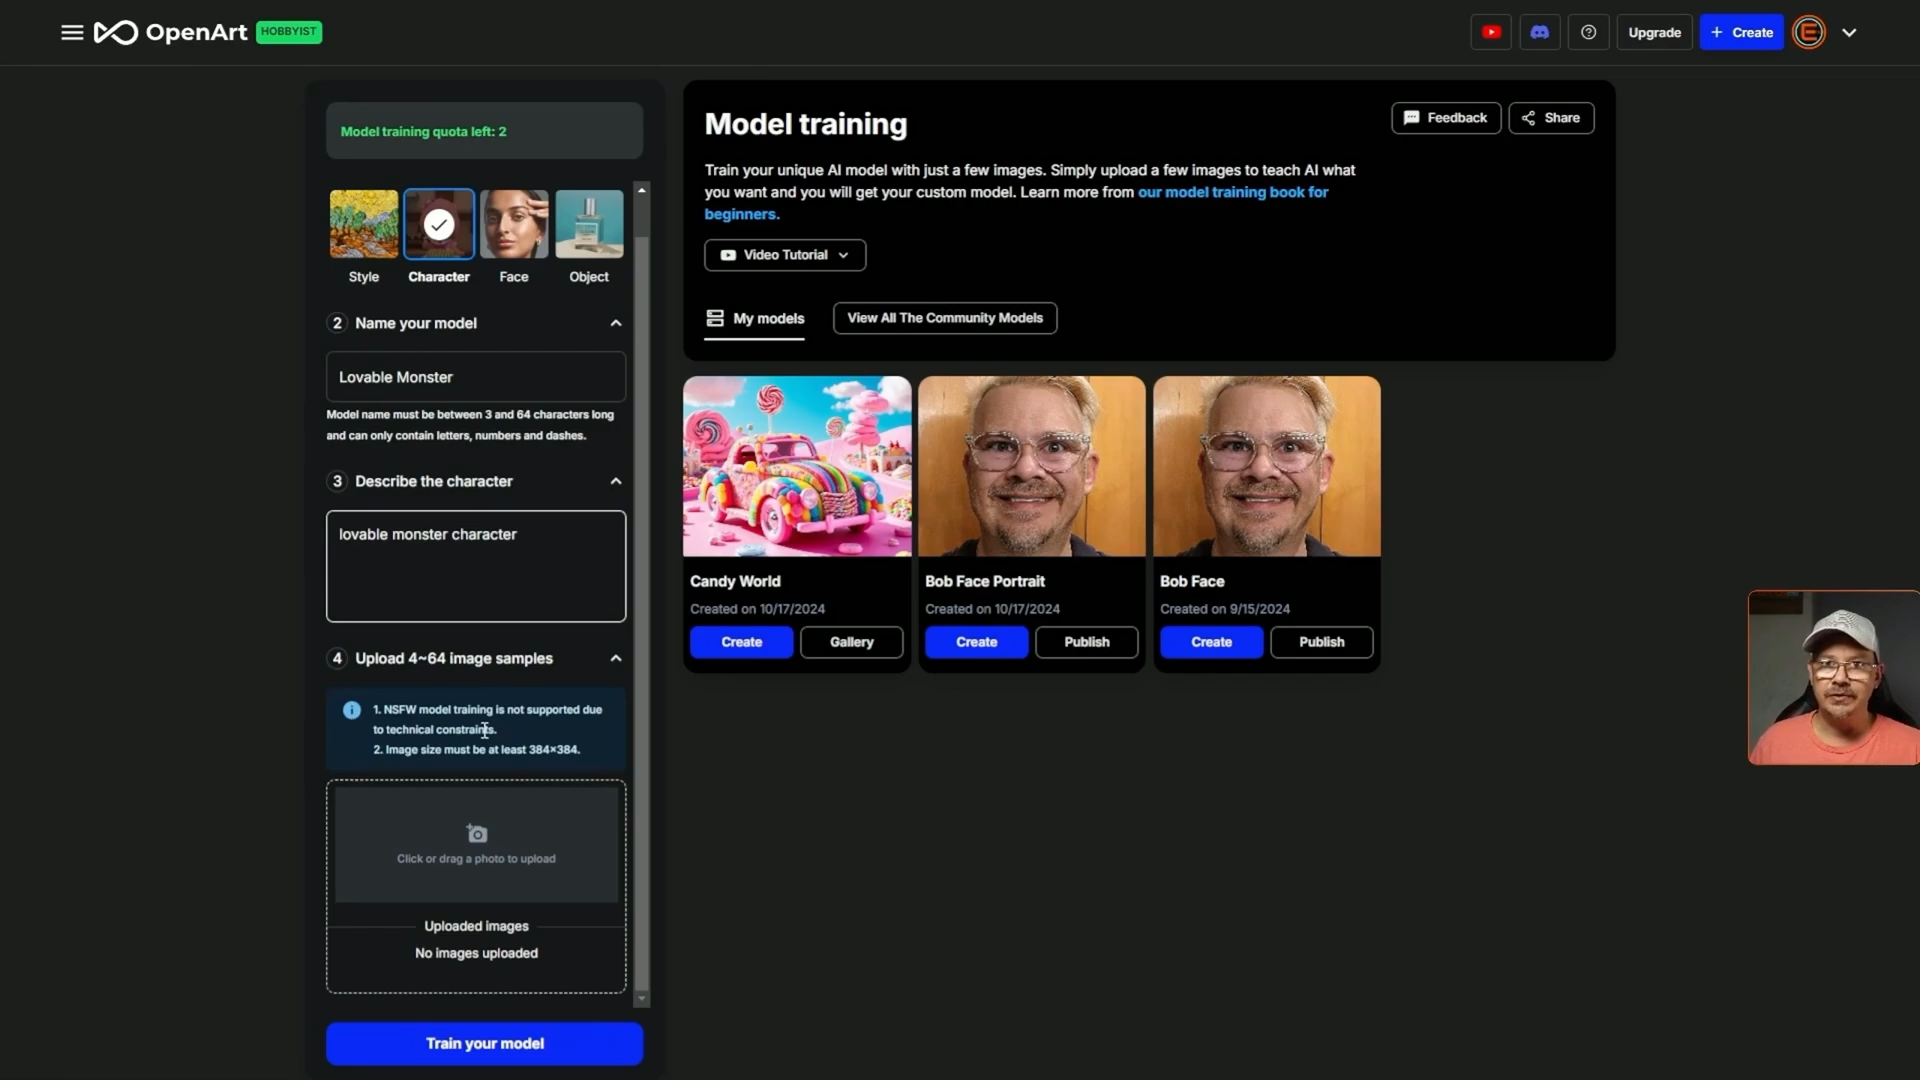 OpenArt HOBBYIST
Upgrade
+ Create
Model training quota left: 2
Style
Character
Face
Object
2 Name your model
Lovable Monster
Model name must be between 3 and 64 characters long
and can only contain letters, numbers and dashes.
3 Describe the character
lovable monster character
4 Upload 4~64 image samples
1. NSFW model training is not supported due
to technical constraints.
2. Image size must be at least 384×384.
Click or drag a photo to upload
Uploaded images
No images uploaded
Train your model
Model training
Feedback
Share
Train your unique AI model with just a few images. Simply upload a few images to teach AI what
you want and you will get your custom model. Learn more from our model training book for
beginners.
Video Tutorial
My models
View All The Community Models
Candy World
Created on 10/17/2024
Create
Gallery
Bob Face Portrait
Created on 10/17/2024
Create
Publish
Bob Face
Created on 9/15/2024
Create
Publish